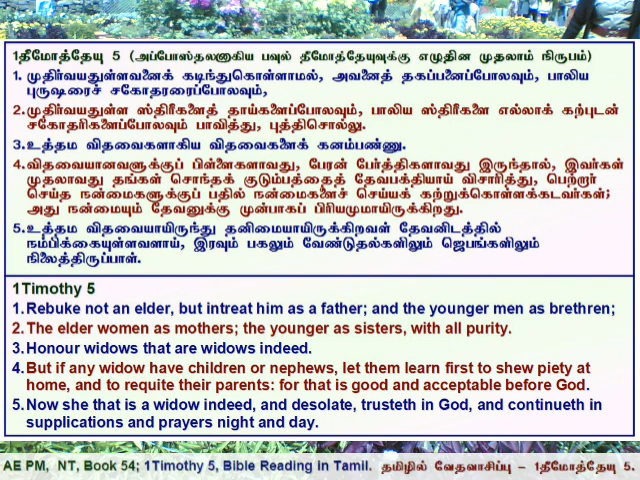 1தீமோத்தேயு 5 (அப்போஸ்தலனாகிய பவுல் தீமோத்தேயுவுக்கு எழுதின முதலாம் நிருபம்)
1. முதிர்வயதுள்ளவனைக் கடிந்துகொள்ளாமல், அவனைத் தகப்பனைப்போலவும், பாலிய
புருஷரைச் சகோதரரைப்போலவும்,
2. முதிர்வயதுள்ள ஸ்திரீகளைத் தாய்களைப்போலவும், பாலிய ஸ்திரீகளை எல்லாக் கற்புடன்
சகோதரிகளைப்போலவும் பாவித்து, புத்திசொல்லு.
3. உத்தம விதவைகளாகிய விதவைகளைக் கனம்பண்ணு.
4. விதவையானவளுக்குப் பிள்ளைகளாவது, பேரன் பேர்த்திகளாவது இருந்தால், இவர்கள்
முதலாவது தங்கள் சொந்தக் குடும்பத்தைத் தேவபக்தியாய் விசாரித்து, பெற்றார்
செய்த நன்மைகளுக்குப் பதில் நன்மைகளைச் செய்யக் கற்றுக்கொள்ளக்கடவர்கள்;
அது நன்மையும் தேவனுக்கு முன்பாகப் பிரியமுமாயிருக்கிறது.
5. உத்தம விதவையாயிருந்து தனிமையாயிருக்கிறவள் தேவனிடத்தில்
நம்பிக்கையுள்ளவளாய், இரவும் பகலும் வேண்டுதல்களிலும் ஜெபங்களிலும்
நிலைத்திருப்பாள்.
1Timothy 5
1. Rebuke not an elder, but intreat him as a father; and the younger men as brethren;
2. The elder women as mothers; the younger as sisters, with all purity.
3. Honour widows that are widows indeed.
4. But if any widow have children or nephews, let them learn first to shew piety at
home, and to requite their parents: for that is good and acceptable before God.
5. Now she that is a widow indeed, and desolate, trusteth in God, and continueth in
supplications and prayers night and day.
AE PM, NT, Book 54; 1Timothy 5, Bible Reading in Tamil. தமிழில் வேதவாசிப்பு – 1தீமோத்தேயு 5.